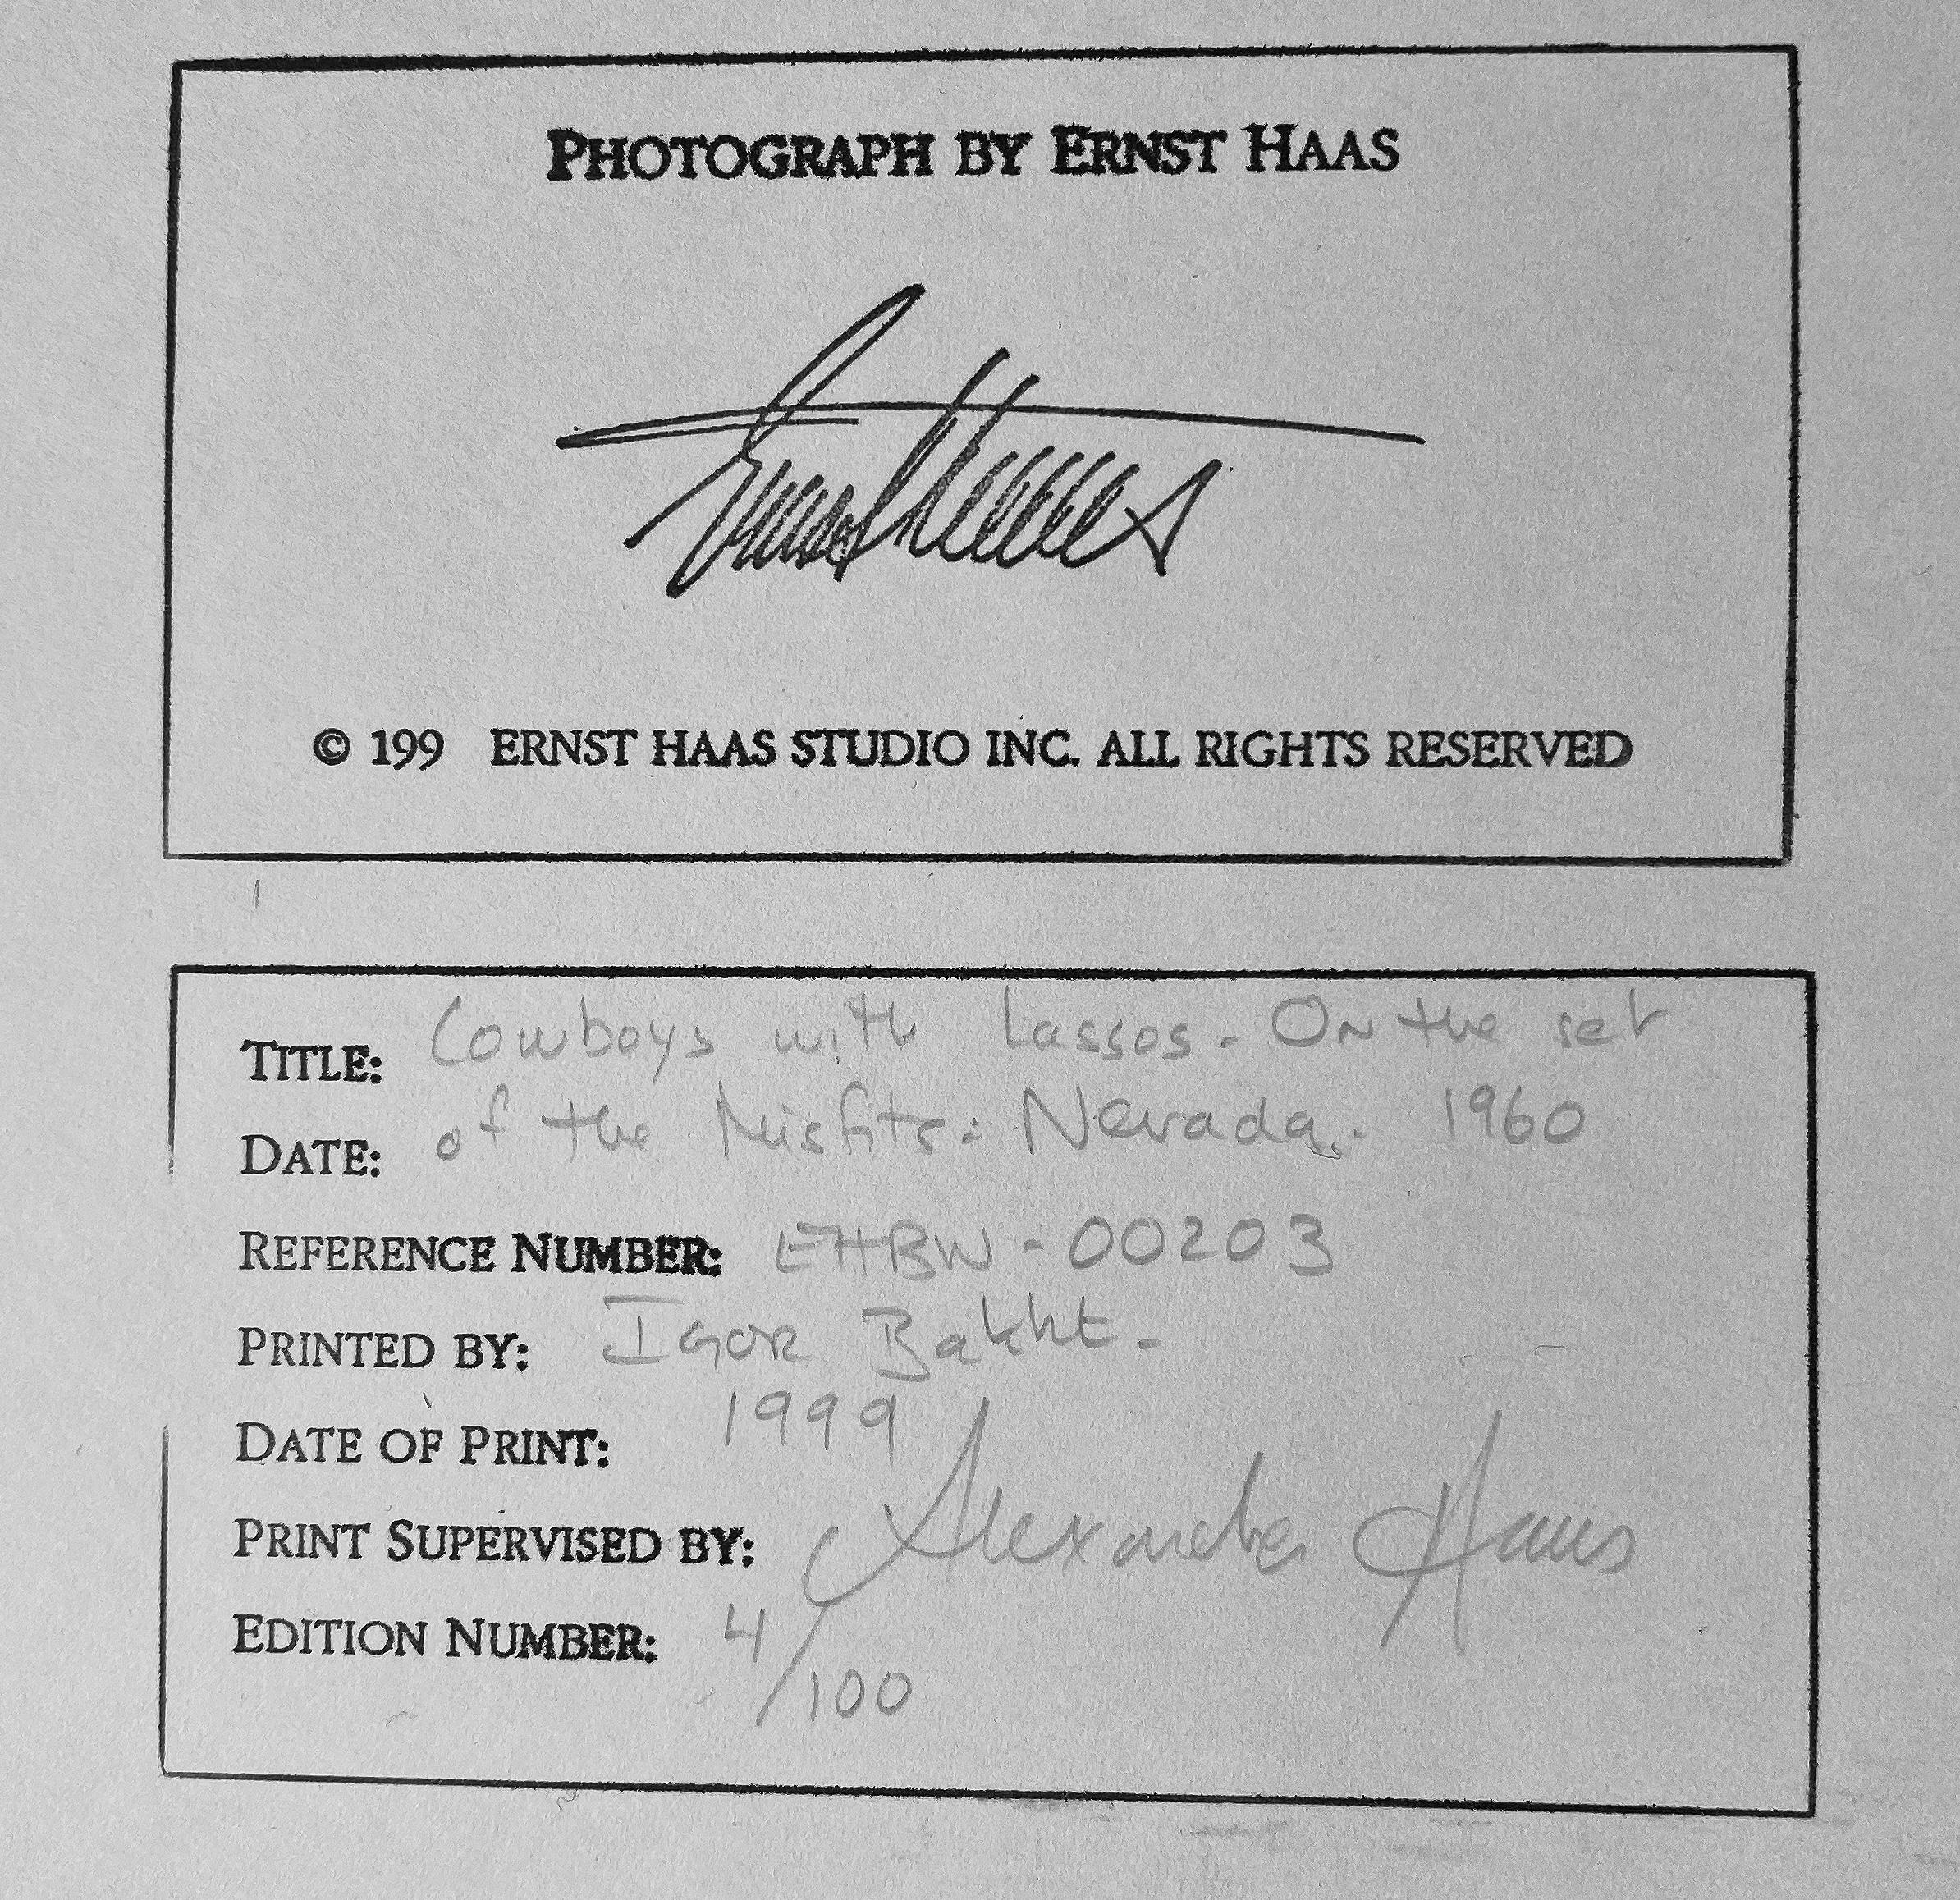 PHOTOGRAPH BY ERNST HAAS
Ernst Haas
© 199 ERNST HAAS STUDIO INC. ALL RIGHTS RESERVED
TITLE: Cowboys with Lassos. On the set
DATE: of the Misfits. Nevada. 1960
REFERENCE NUMBER: EHBW-00203
PRINTED BY: IGOR Bakht.
DATE OF PRINT: 1999
PRINT SUPERVISED BY: Alexander Haas
EDITION NUMBER: 4/100